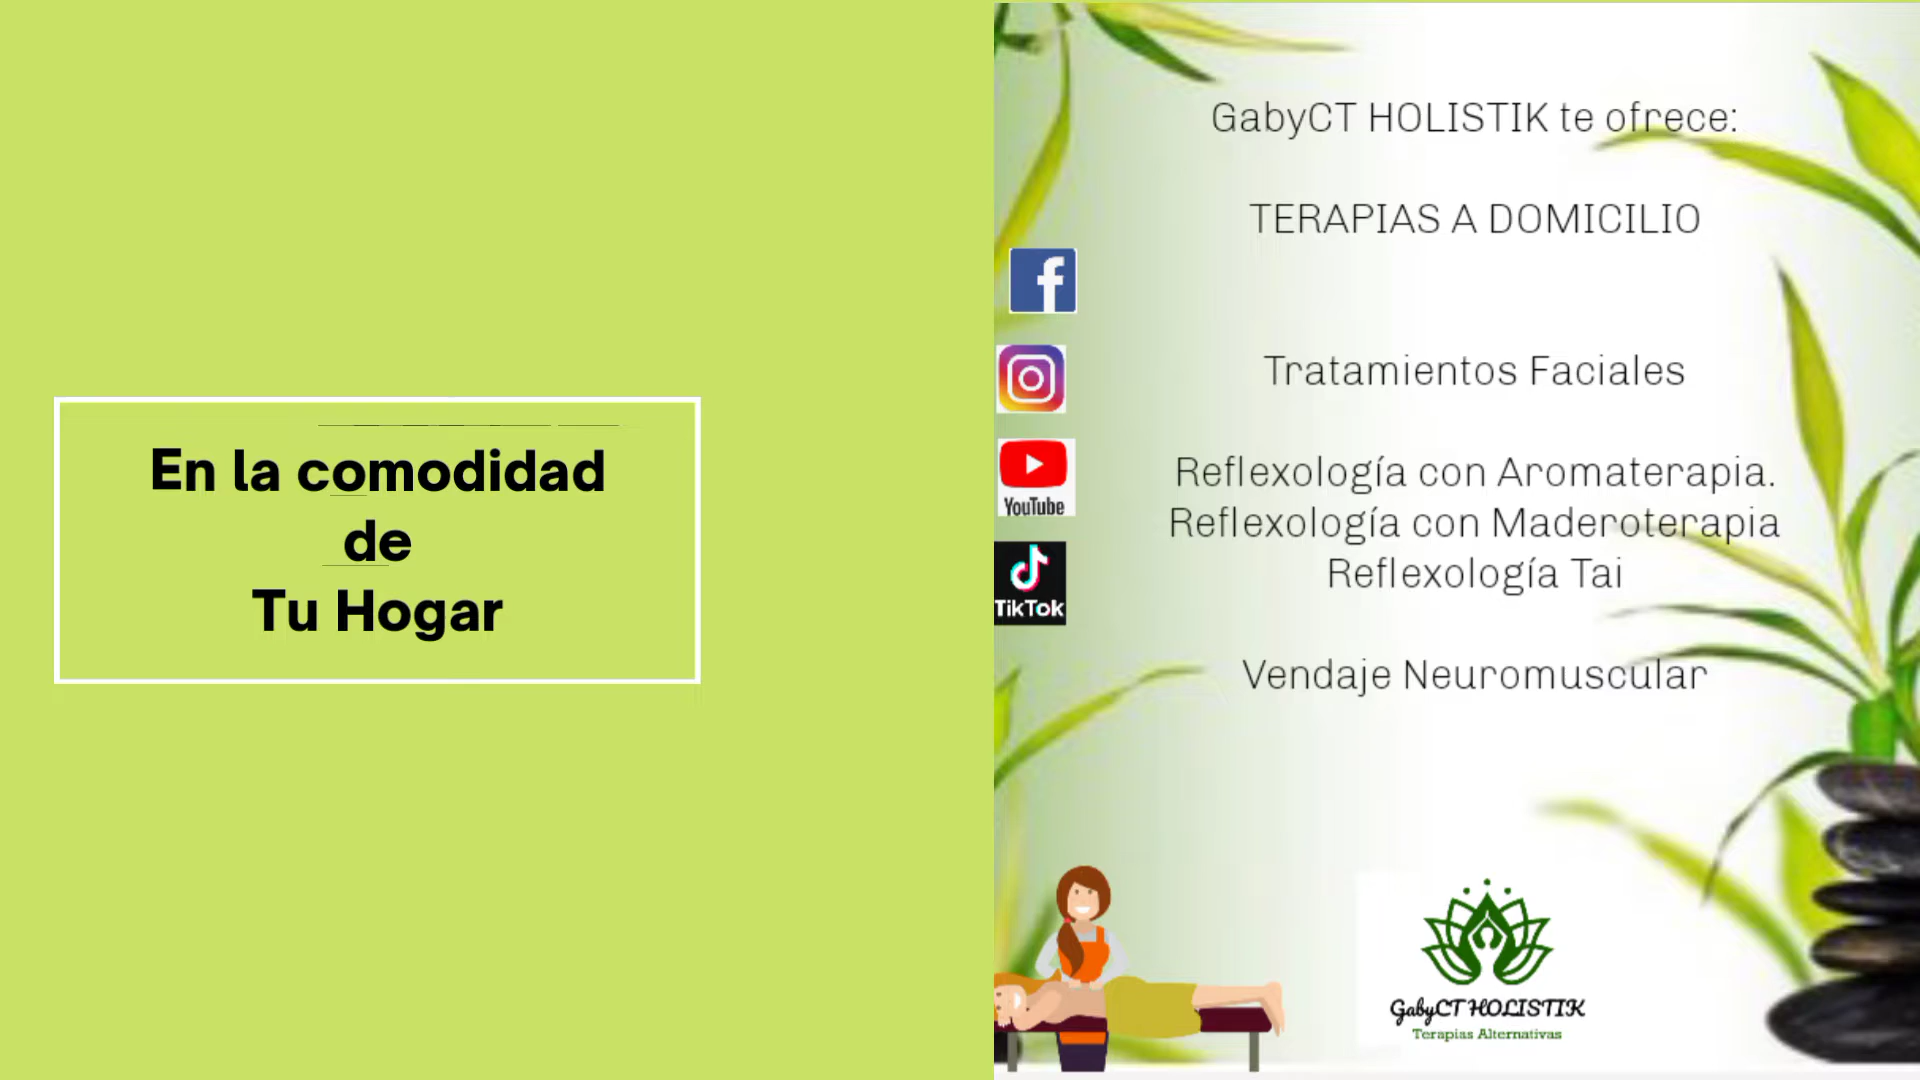 En la comodidad
de
Tu Hogar
GabyCT HOLISTIK te ofrece:
TERAPIAS A DOMICILIO
Tratamientos Faciales
Reflexología con Aromaterapia.
Reflexología con Maderoterapia
Reflexología Tai
Vendaje Neuromuscular
f
YouTube
TikTok
GabyCT HOLISTIK
Terapias Alternativas